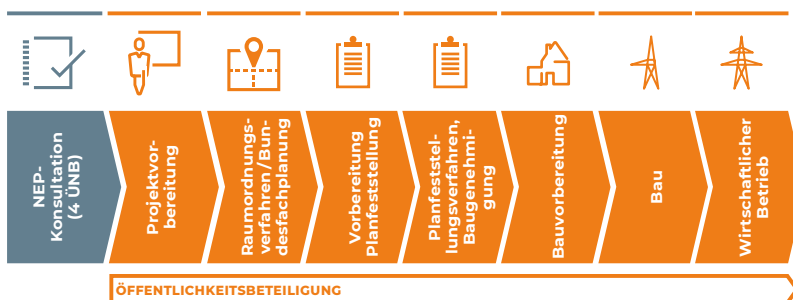 NEP-
Konsultation
(4 ÜNB)
Projektvor-
bereitung
Raumordnungs-
verfahren / Bun-
desfachplanung
Vorbereitung
Planfeststellung
Planfeststel-
lungsverfahren,
Baugenehmi-
gung
Bauvorbereitung
Bau
Wirtschaftlicher
Betrieb
ÖFFENTLICHKEITSBETEILIGUNG